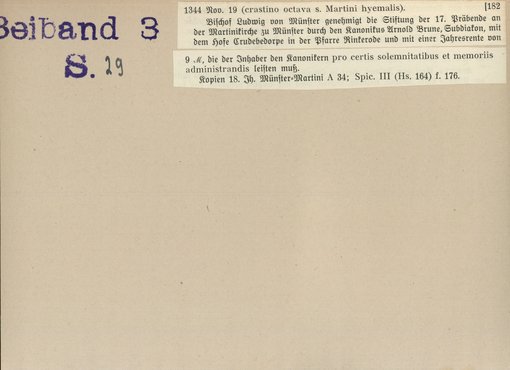 Beiband 3
S. 29
1344 Nov. 19 (crastino octava s. Martini hyemalis). [182
Bischof Ludwig von Münster genehmigt die Stiftung der 17. Präbende an
der Martinikirche zu Münster durch den Kanonikus Arnold Brune, Subdiakon, mit
dem Hofe Crudebedorpe in der Pfarre Rinkerode und mit einer Jahresrente von
9 ℳ, die der Inhaber den Kanonikern pro certis solemnitatibus et memoriis
administrandis leisten muß.
Kopien 18. Jh. Münster-Martini A 34; Spic. III (Hs. 164) f. 176.